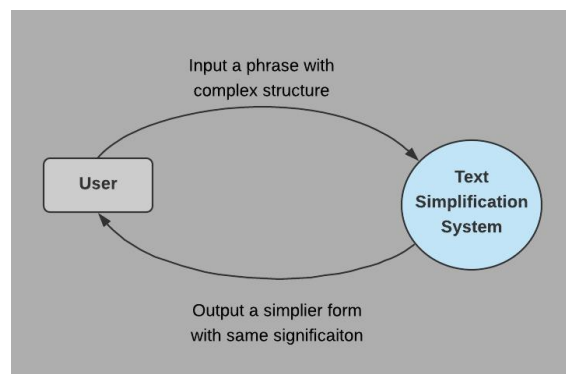 Input a phrase with
complex structure
User
Text
Simplification
System
Output a simplier form
with same significaiton